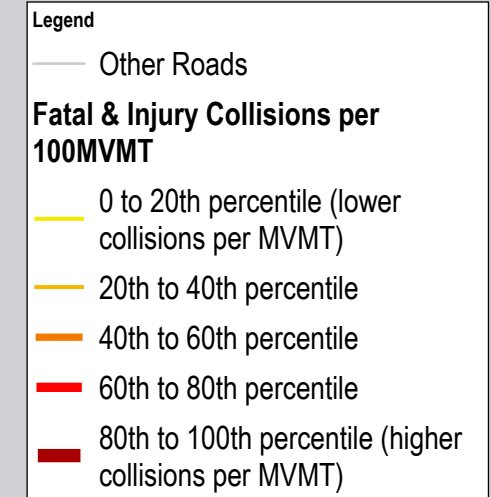 Legend
Other Roads
Fatal & Injury Collisions per
100MVMT
0 to 20th percentile (lower
collisions per MVMT)
20th to 40th percentile
40th to 60th percentile
60th to 80th percentile
80th to 100th percentile (higher
collisions per MVMT)